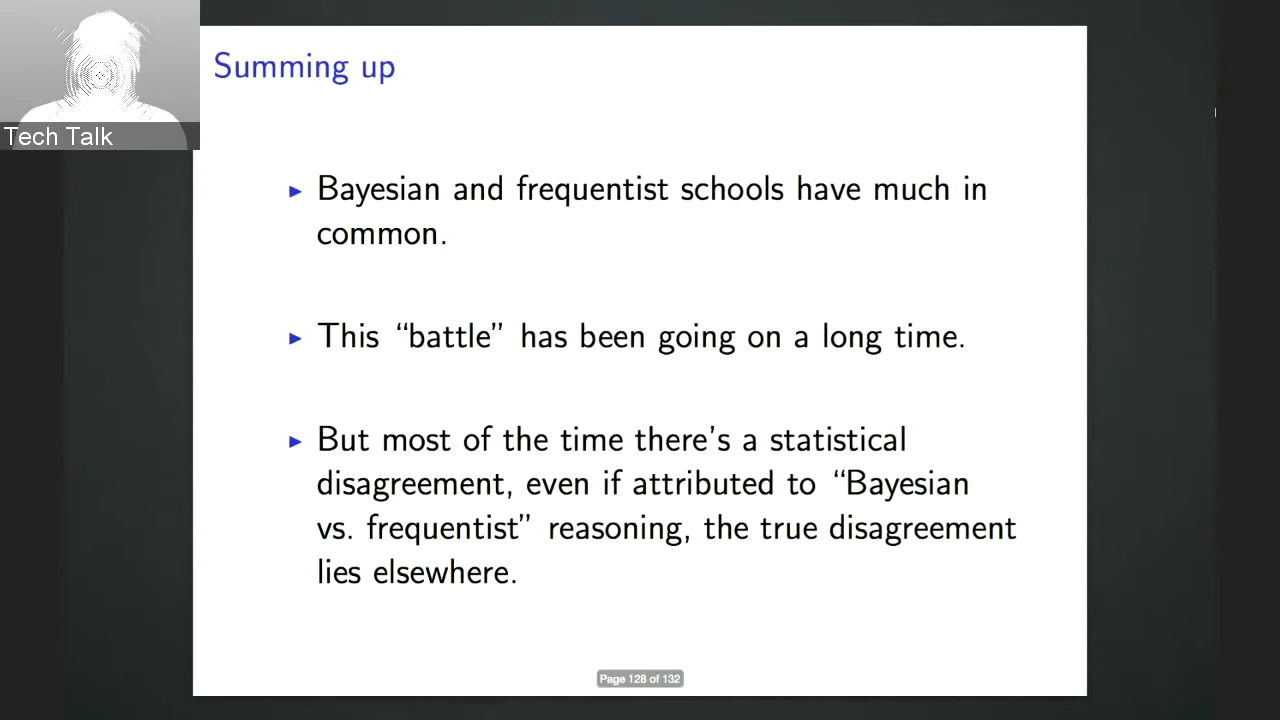 Summing up
Tech Talk
▶ Bayesian and frequentist schools have much in
common.
▶ This “battle” has been going on a long time.
▶ But most of the time there’s a statistical
disagreement, even if attributed to “Bayesian
vs. frequentist” reasoning, the true disagreement
lies elsewhere.
Page 128 of 132